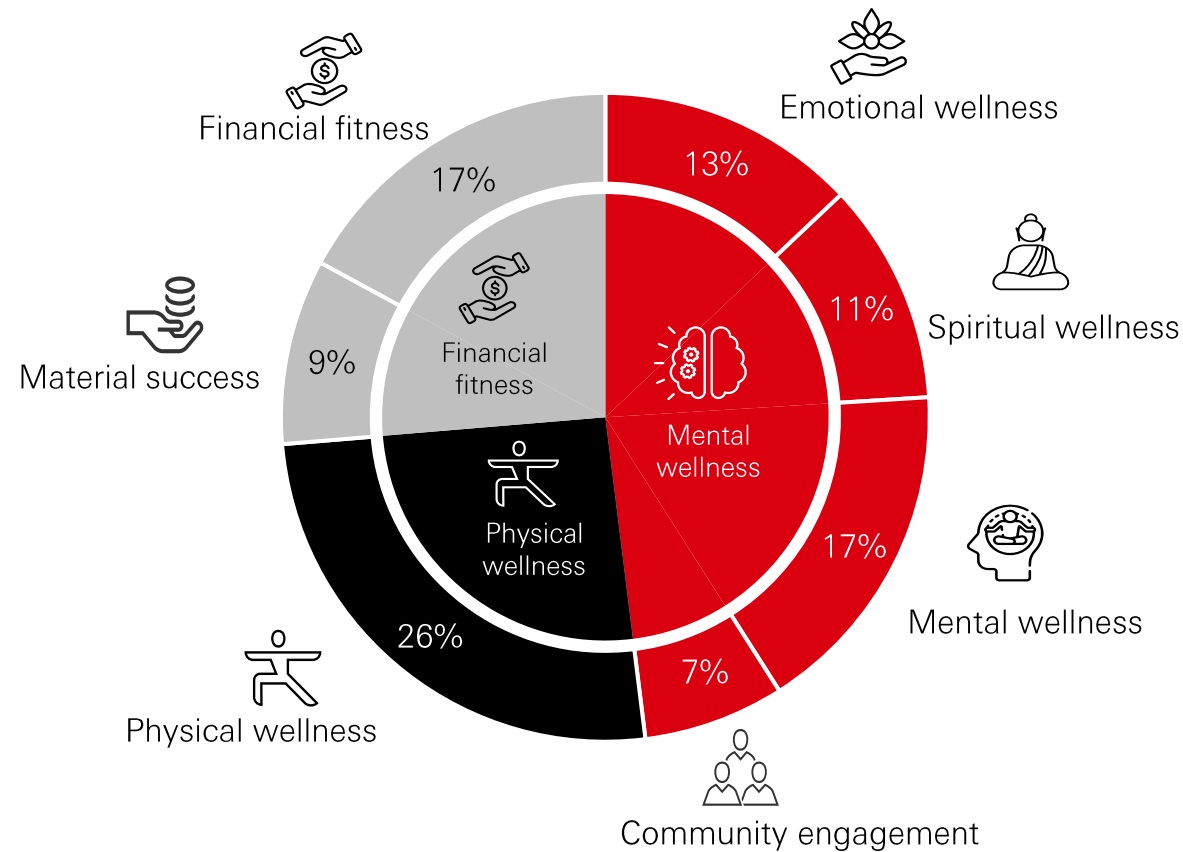 Financial fitness
17%
Emotional wellness
13%
Spiritual wellness
11%
Mental wellness
17%
Community engagement
7%
Physical wellness
26%
Material success
9%
$
$
Financial
fitness
Mental
wellness
Physical
wellness